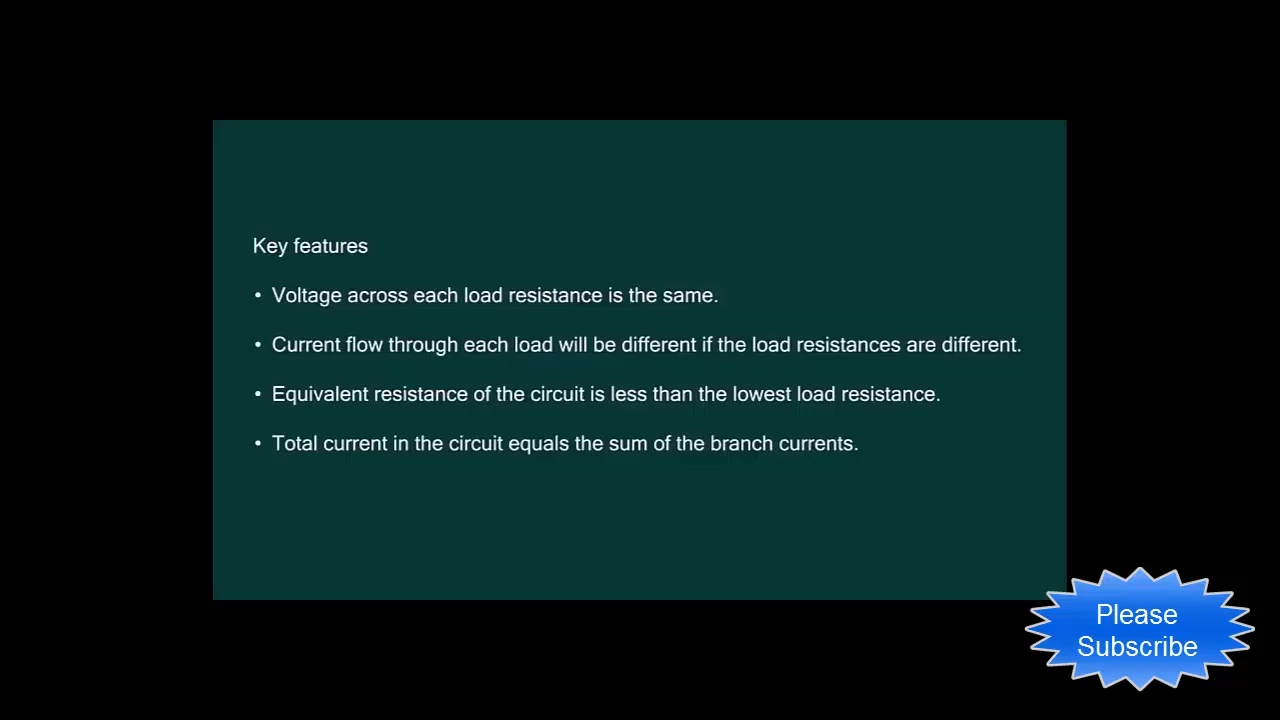 Key features
• Voltage across each load resistance is the same.
• Current flow through each load will be different if the load resistances are different.
• Equivalent resistance of the circuit is less than the lowest load resistance.
• Total current in the circuit equals the sum of the branch currents.
Please
Subscribe